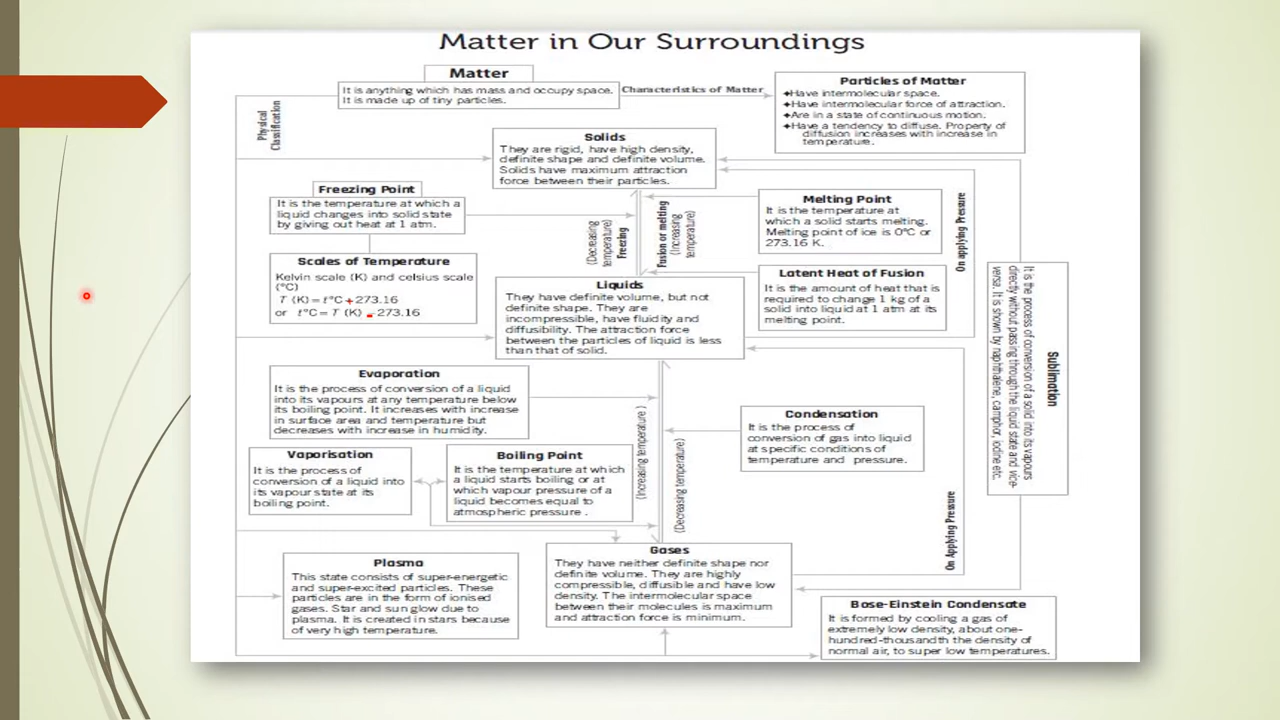 Matter in Our Surroundings
Matter
It is anything which has mass and occupy space.
It is made up of tiny particles.
Characteristics of Matter
Particles of Matter
✦Have intermolecular space.
✦Have intermolecular force of attraction.
✦Are in a state of continuous motion.
✦Have a tendency to diffuse. Property of
diffusion increases with increase in
temperature.
Physical
Classification
Solids
They are rigid, have high density,
definite shape and definite volume.
Solids have maximum attraction
force between their particles.
Freezing Point
It is the temperature at which a
liquid changes into solid state
by giving out heat at 1 atm.
(Decreasing
temperature)
Freezing
Fusion or melting
(Increasing
temperature)
Melting Point
It is the temperature at
which a solid starts melting.
Melting point of ice is 0°C or
273.16 K.
On applying Pressure
Scales of Temperature
Kelvin scale (K) and celsius scale
(°C)
T (K) = t°C +273.16
or t°C = T (K) –273.16
Liquids
They have definite volume, but not
definite shape. They are
incompressible, have fluidity and
diffusibility. The attraction force
between the particles of liquid is less
than that of solid.
Latent Heat of Fusion
It is the amount of heat that is
required to change 1 kg of a
solid into liquid at 1 atm at its
melting point.
Sublimation
It is the process of conversion of a solid into its vapours
directly without passing through the liquid state and vice-
versa. It is shown by naphthalene, camphor, iodine etc.
Evaporation
It is the process of conversion of a liquid
into its vapours at any temperature below
its boiling point. It increases with increase
in surface area and temperature but
decreases with increase in humidity.
Vaporisation
It is the process of
conversion of a liquid into
its vapour state at its
boiling point.
Boiling Point
It is the temperature at which
a liquid starts boiling or at
which vapour pressure of a
liquid becomes equal to
atmospheric pressure .
(Increasing temperature )
(Decreasing temperature)
Condensation
It is the process of
conversion of gas into liquid
at specific conditions of
temperature and pressure.
On Applying Pressure
Plasma
This state consists of super-energetic
and super-excited particles. These
particles are in the form of ionised
gases. Star and sun glow due to
plasma. It is created in stars because
of very high temperature.
Gases
They have neither definite shape nor
definite volume. They are highly
compressible, diffusible and have low
density. The intermolecular space
between their molecules is maximum
and attraction force is minimum.
Bose-Einstein Condensate
It is formed by cooling a gas of
extremely low density, about one-
hundred-thousandth the density of
normal air, to super low temperatures.